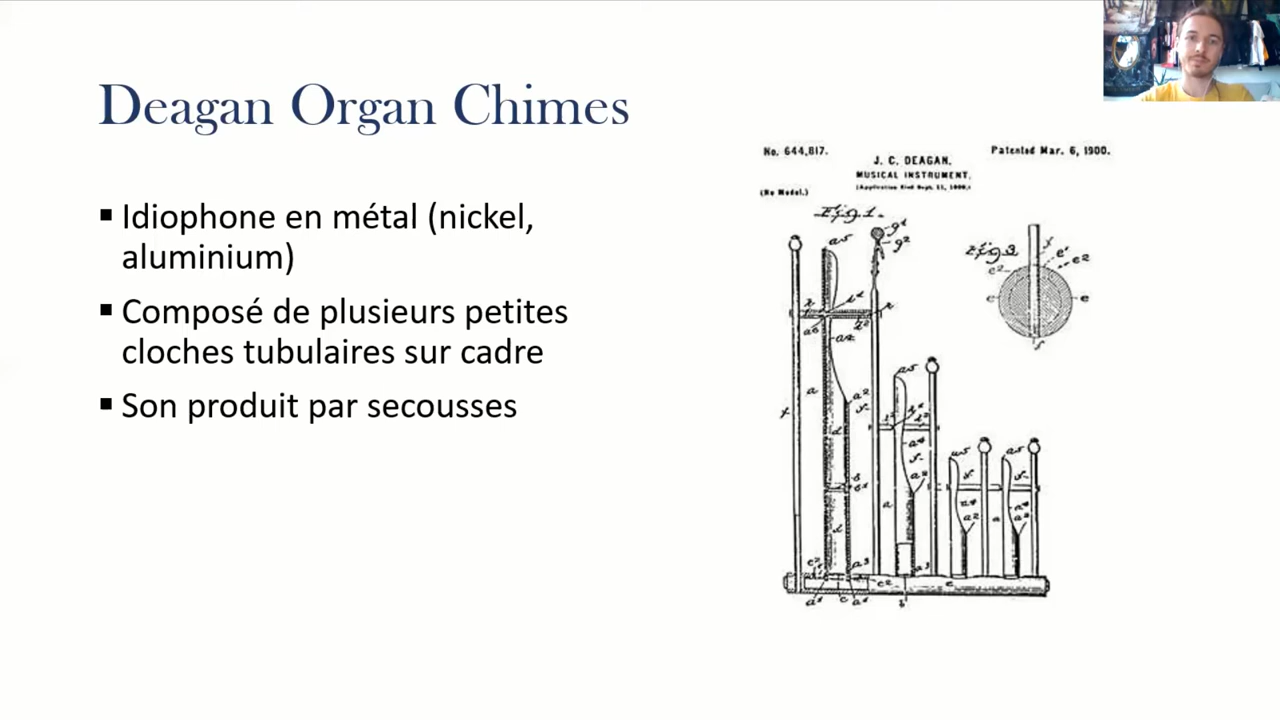 Deagan Organ Chimes
▪ Idiophone en métal (nickel,
aluminium)
▪ Composé de plusieurs petites
cloches tubulaires sur cadre
▪ Son produit par secousses
No. 644,817.
Patented Mar. 6, 1900.
J. C. DEAGAN.
MUSICAL INSTRUMENT.
(No Model.)
Fig. 1.
Fig. 3